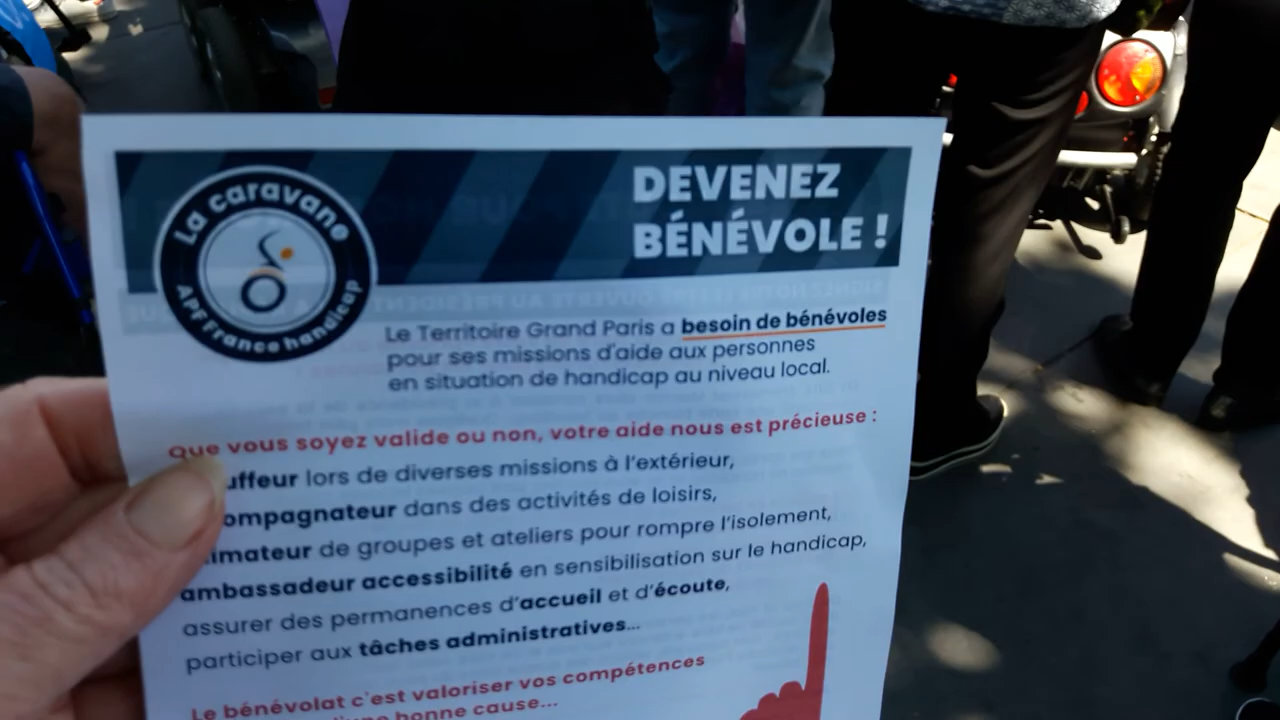 La caravane
APF France handicap
DEVENEZ
BÉNÉVOLE !
Le Territoire Grand Paris a besoin de bénévoles
pour ses missions d'aide aux personnes
en situation de handicap au niveau local.
Que vous soyez valide ou non, votre aide nous est précieuse :
uffeur lors de diverses missions à l'extérieur,
ompagnateur dans des activités de loisirs,
imateur de groupes et ateliers pour rompre l'isolement,
ambassadeur accessibilité en sensibilisation sur le handicap,
assurer des permanences d'accueil et d'écoute,
participer aux tâches administratives...
Le bénévolat c'est valoriser vos compétences
d'une bonne cause...